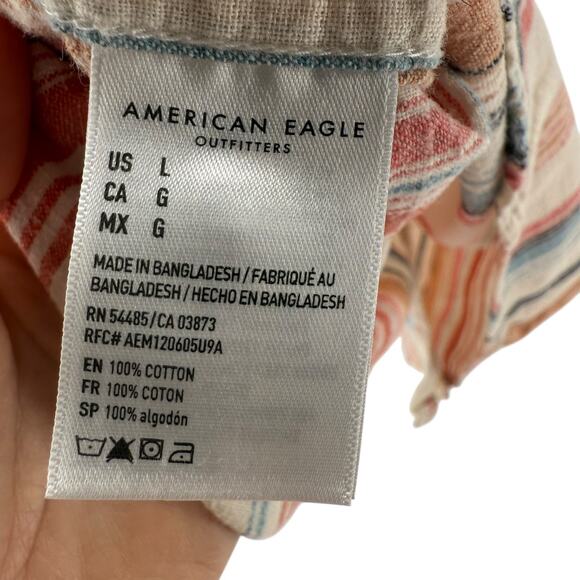 AMERICAN EAGLE
OUTFITTERS
US L
CA G
MX G
MADE IN BANGLADESH / FABRIQUÉ AU
BANGLADESH / HECHO EN BANGLADESH
RN 54485/CA 03873
RFC# AEM120605U9A
EN 100% COTTON
FR 100% COTON
SP 100% algodón